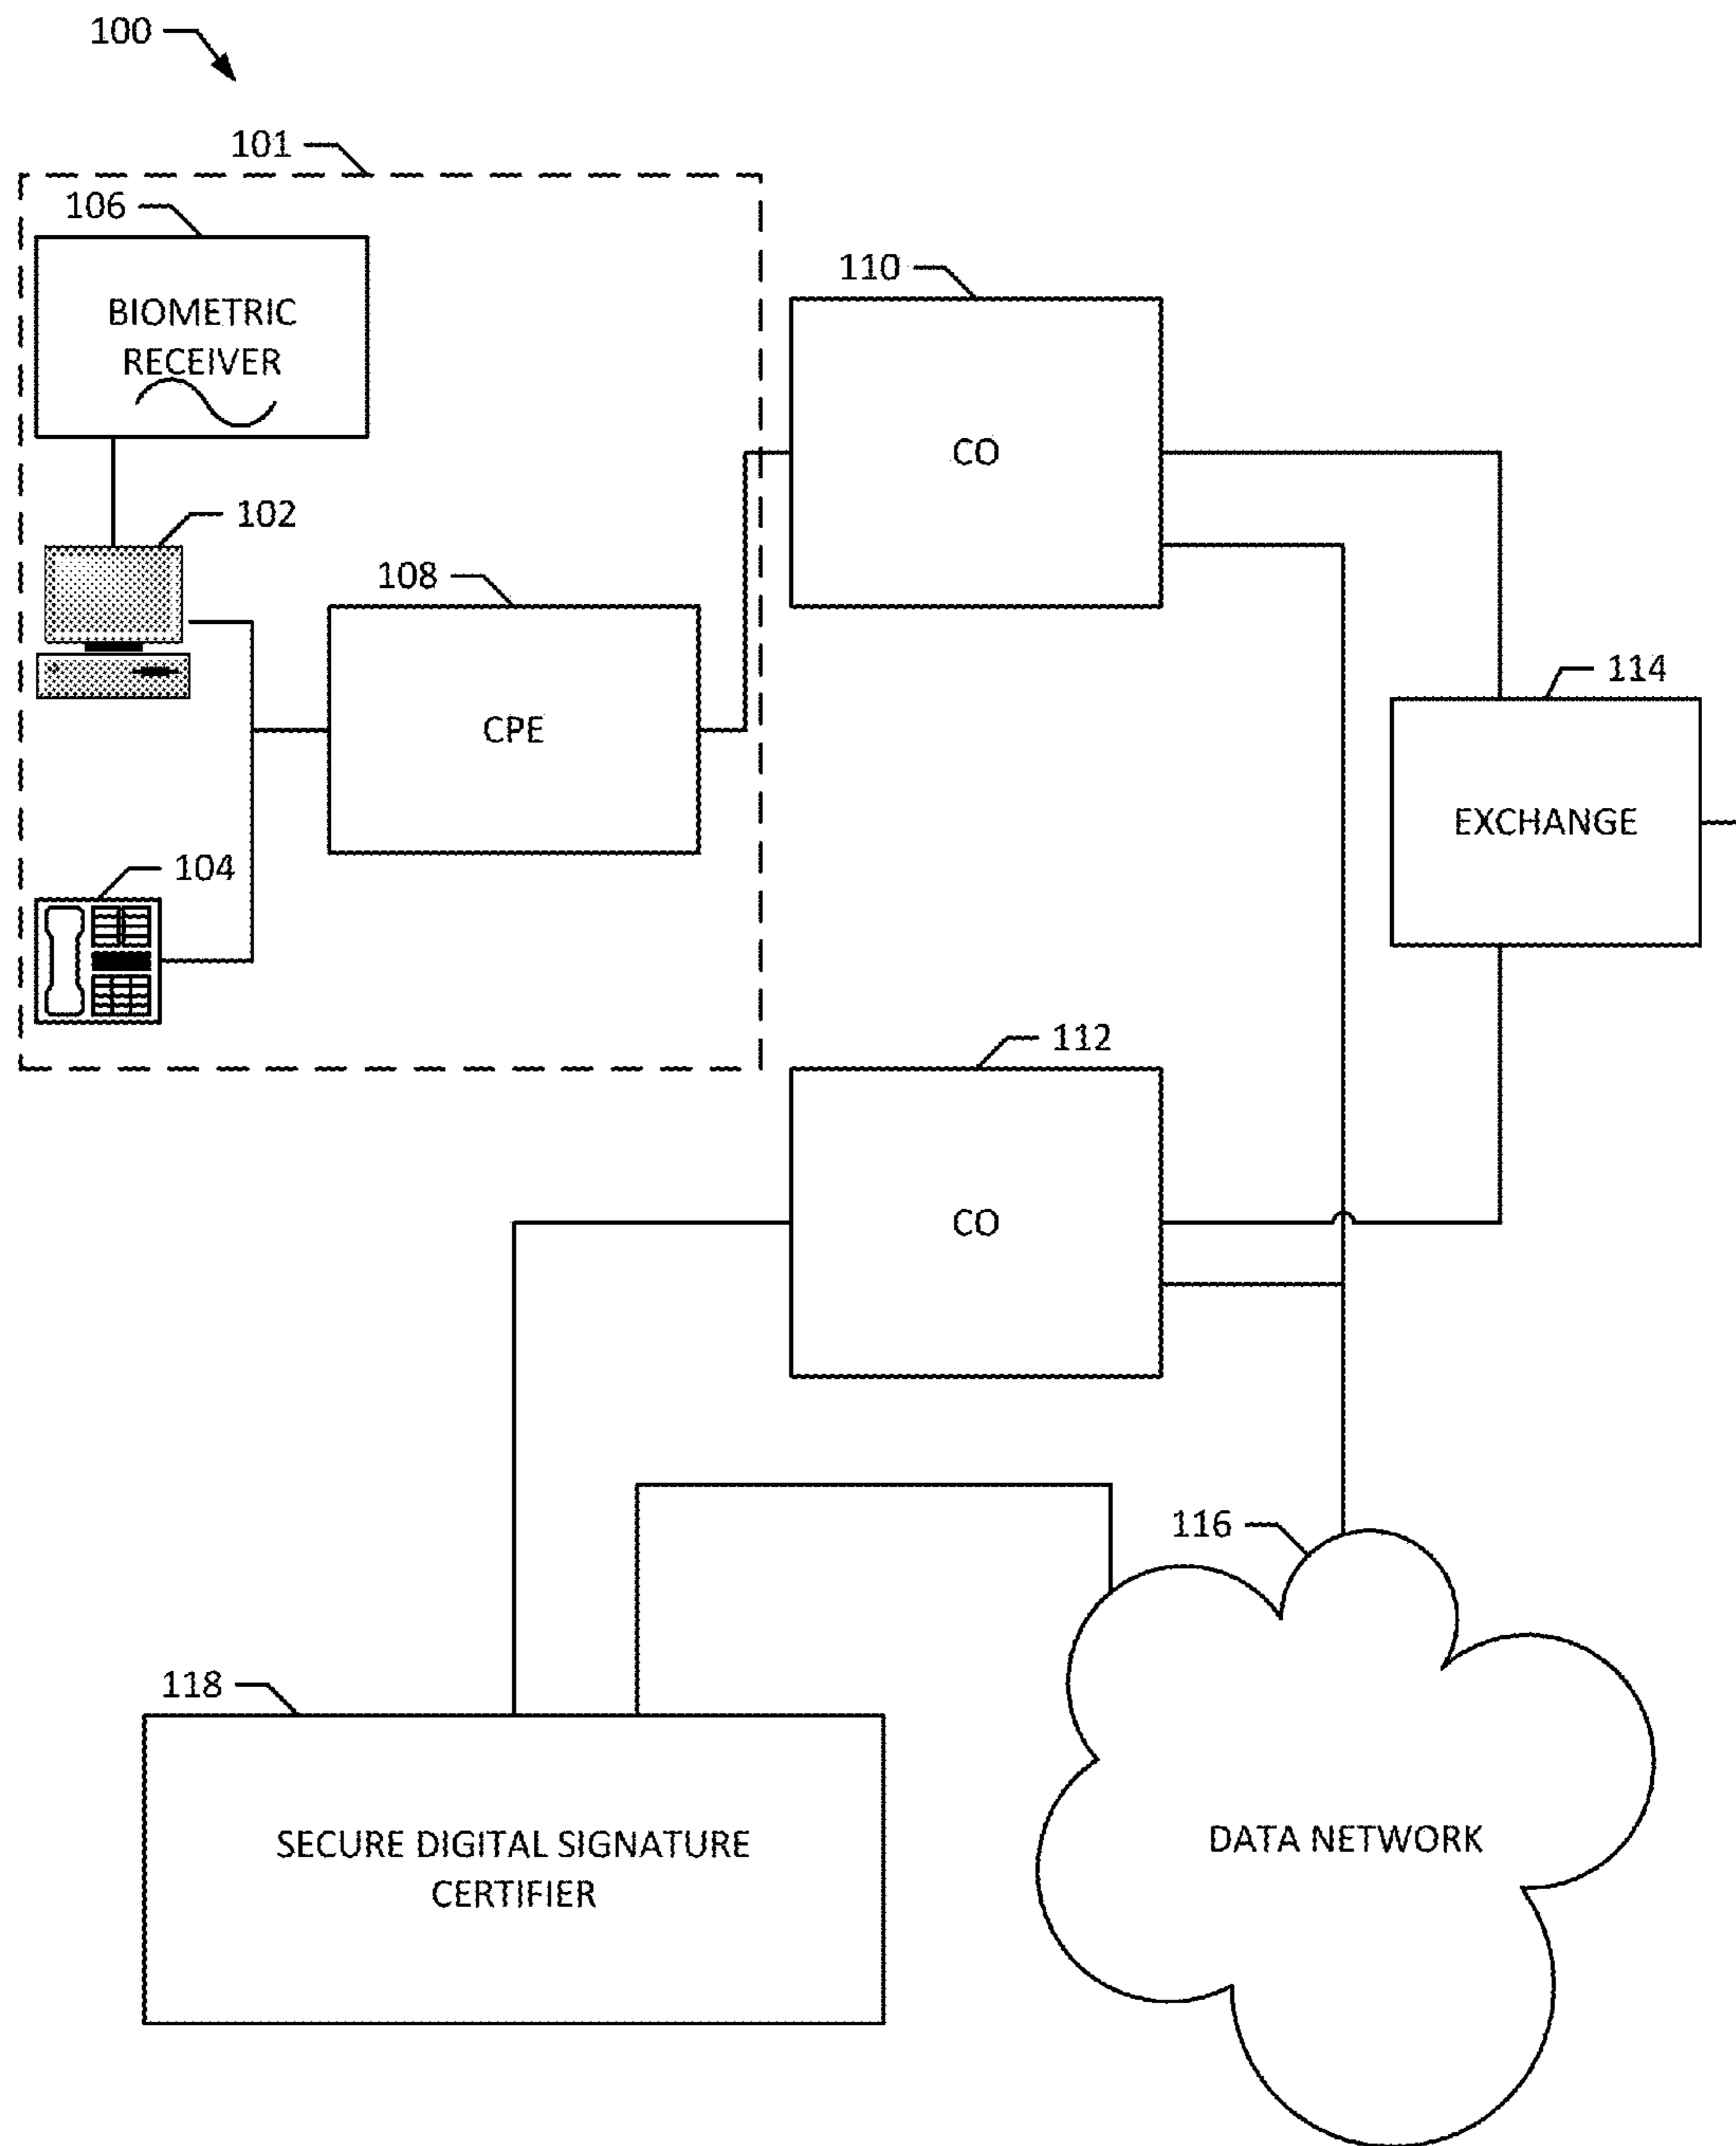 100
101
106
BIOMETRIC
RECEIVER
110
CO
102
108
CPE
114
EXCHANGE
104
112
CO
116
118
SECURE DIGITAL SIGNATURE
CERTIFIER
DATA NETWORK